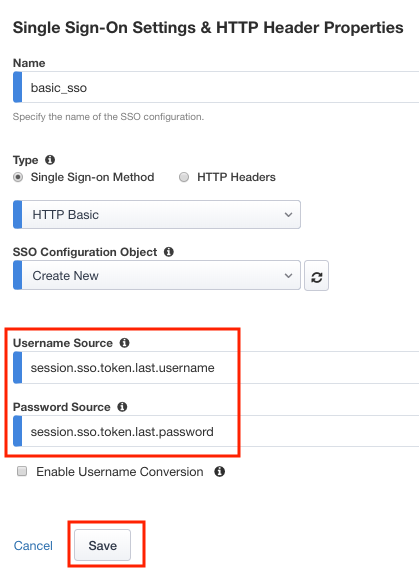 Single Sign-On Settings & HTTP Header Properties
Name
basic_sso
Specify the name of the SSO configuration.
Type
Single Sign-on Method HTTP Headers
HTTP Basic
SSO Configuration Object
Create New
Username Source
session.sso.token.last.username
Password Source
session.sso.token.last.password
Enable Username Conversion
Cancel Save